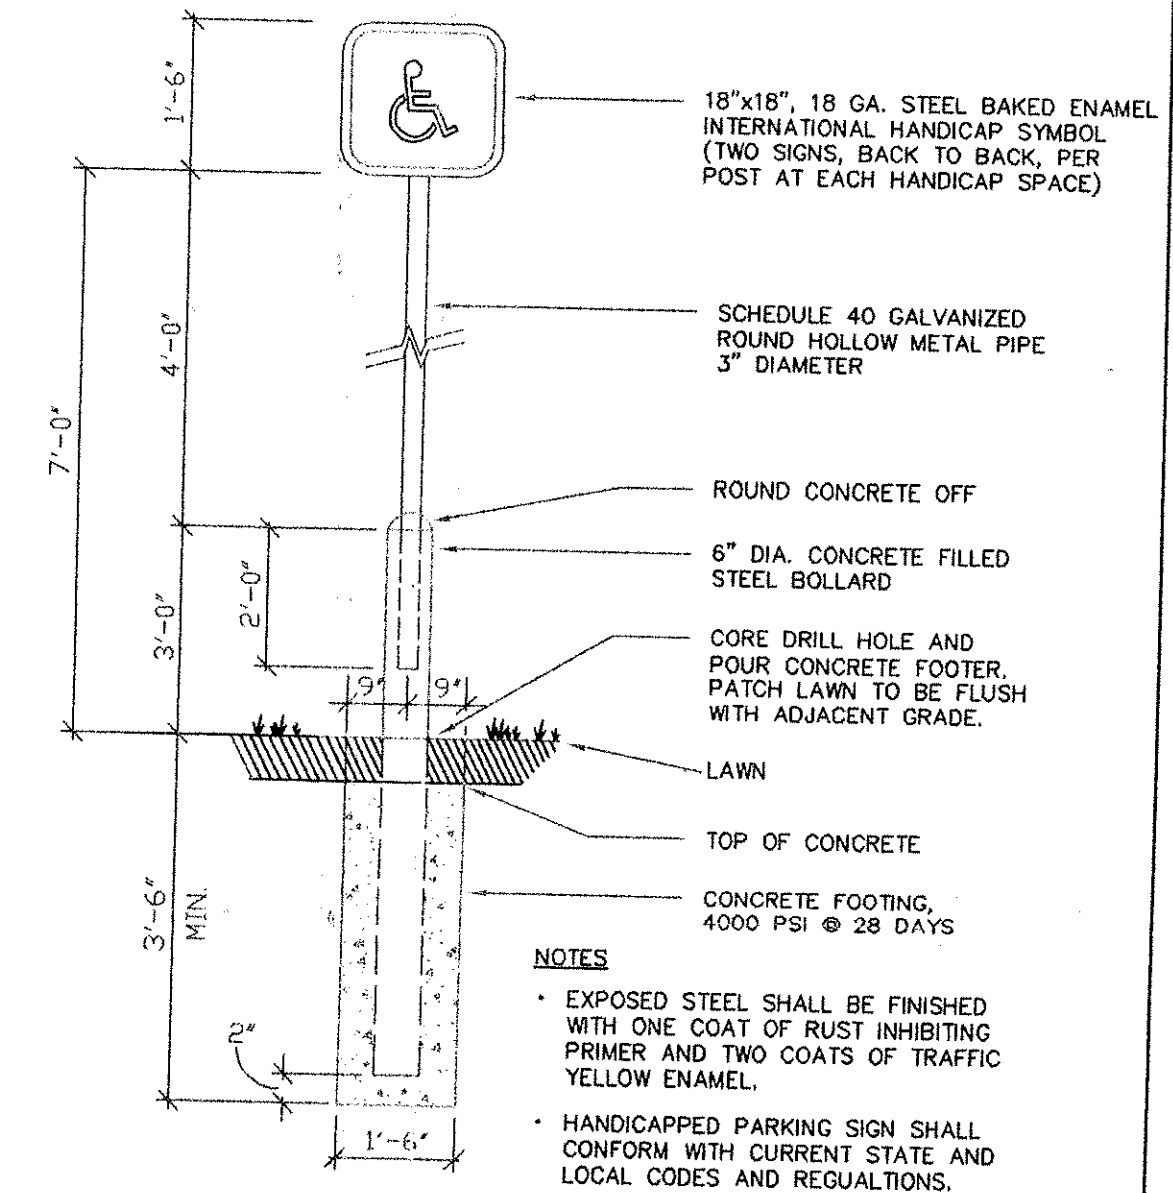 1'-6"
18"x18", 18 GA. STEEL BAKED ENAMEL
INTERNATIONAL HANDICAP SYMBOL
(TWO SIGNS, BACK TO BACK, PER
POST AT EACH HANDICAP SPACE)
7'-0"
4'-0"
SCHEDULE 40 GALVANIZED
ROUND HOLLOW METAL PIPE
3" DIAMETER
ROUND CONCRETE OFF
3'-0"
2'-0"
6" DIA. CONCRETE FILLED
STEEL BOLLARD
CORE DRILL HOLE AND
POUR CONCRETE FOOTER.
PATCH LAWN TO BE FLUSH
WITH ADJACENT GRADE.
9" 9"
LAWN
TOP OF CONCRETE
3'-6"
MIN.
CONCRETE FOOTING,
4000 PSI @ 28 DAYS
2"
1'-6"
NOTES
· EXPOSED STEEL SHALL BE FINISHED
WITH ONE COAT OF RUST INHIBITING
PRIMER AND TWO COATS OF TRAFFIC
YELLOW ENAMEL.
· HANDICAPPED PARKING SIGN SHALL
CONFORM WITH CURRENT STATE AND
LOCAL CODES AND REGUALTIONS.